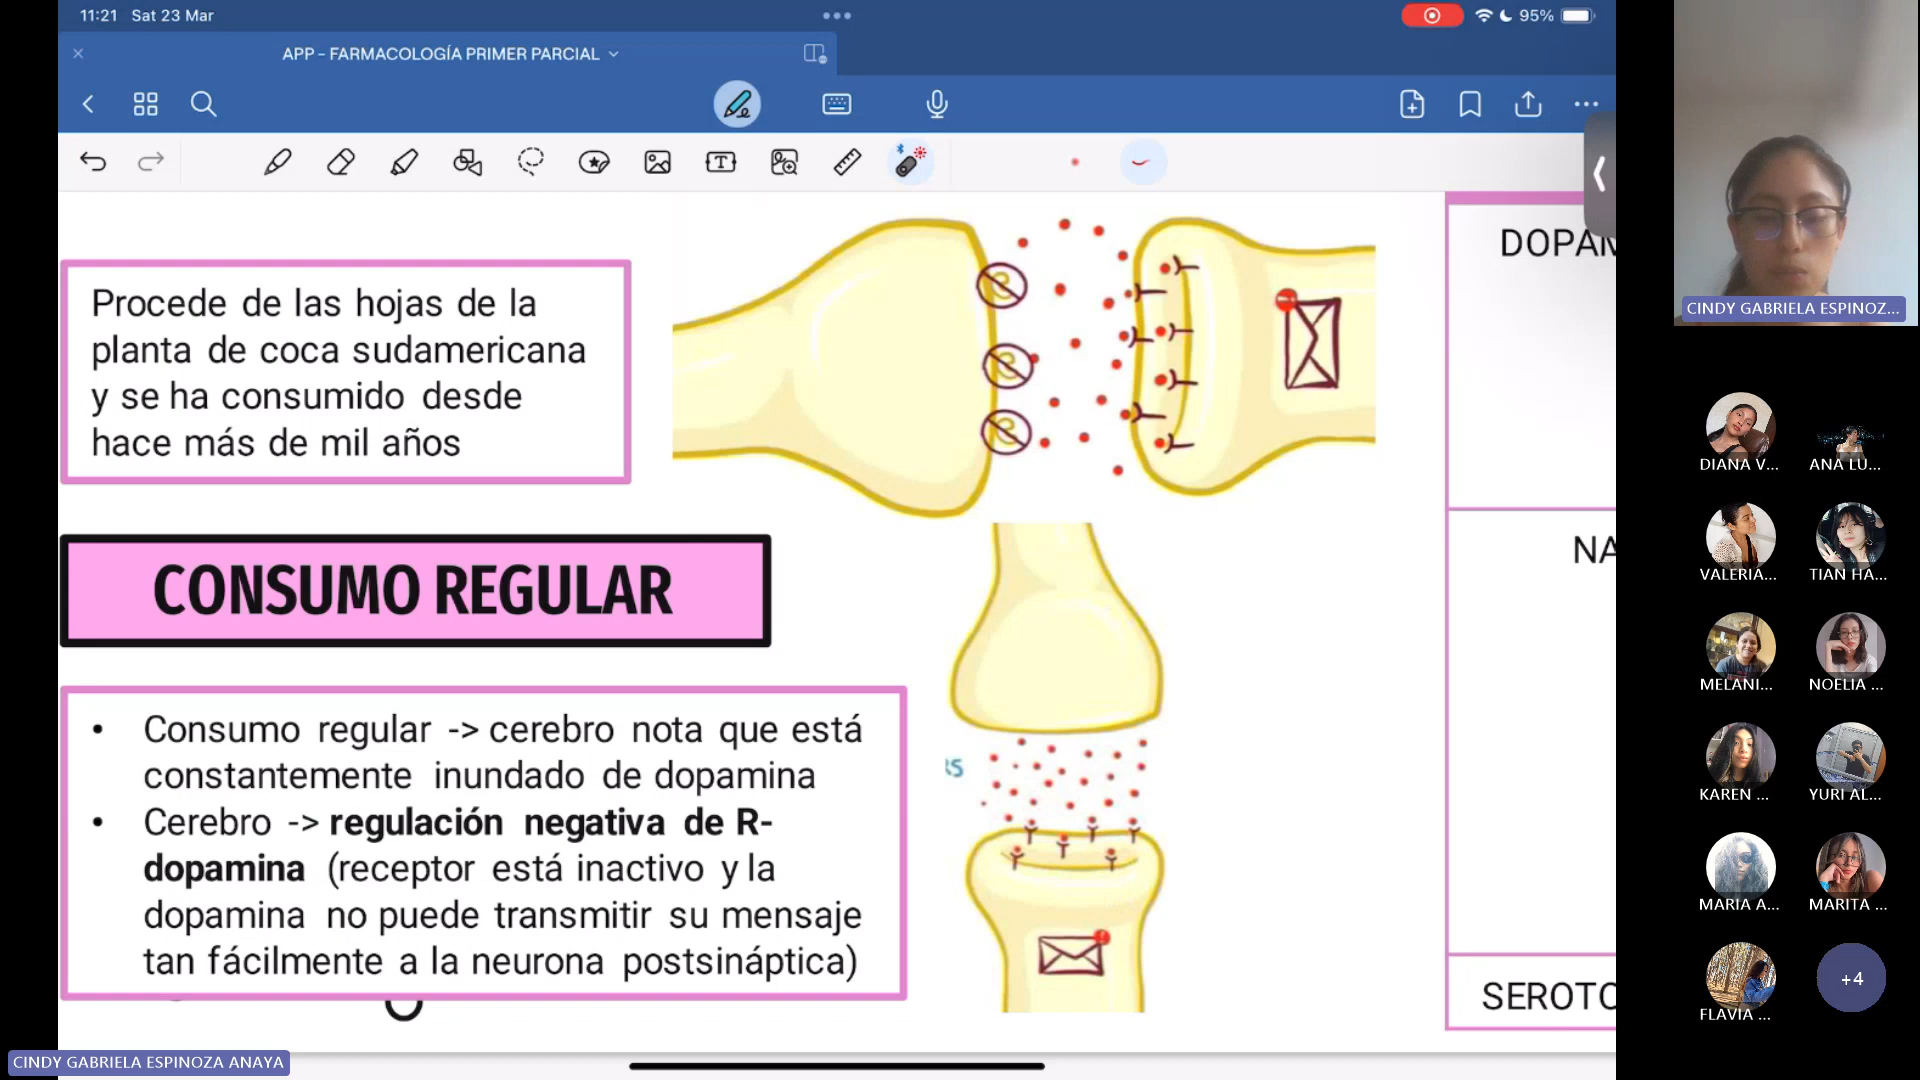 11:21 Sat 23 Mar
95%
APP - FARMACOLOGÍA PRIMER PARCIAL
Procede de las hojas de la
planta de coca sudamericana
y se ha consumido desde
hace más de mil años
CONSUMO REGULAR
• Consumo regular -> cerebro nota que está
constantemente inundado de dopamina
• Cerebro -> regulación negativa de R-
dopamina (receptor está inactivo y la
dopamina no puede transmitir su mensaje
tan fácilmente a la neurona postsináptica)
DOPAM
NA
SEROTO
CINDY GABRIELA ESPINOZ...
DIANA V...
ANA LU...
VALERIA...
TIAN HA...
MELANI...
NOELIA ...
KAREN ...
YURI AL...
MARIA A...
MARITA ...
FLAVIA ...
+4
CINDY GABRIELA ESPINOZA ANAYA